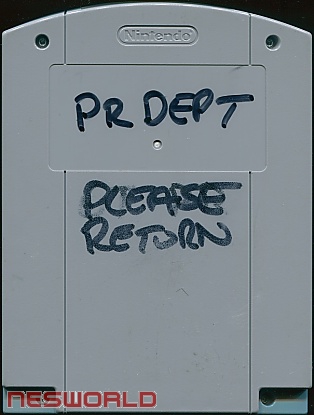 Nintendo
PR DEPT
PLEASE
RETURN
NESWORLD